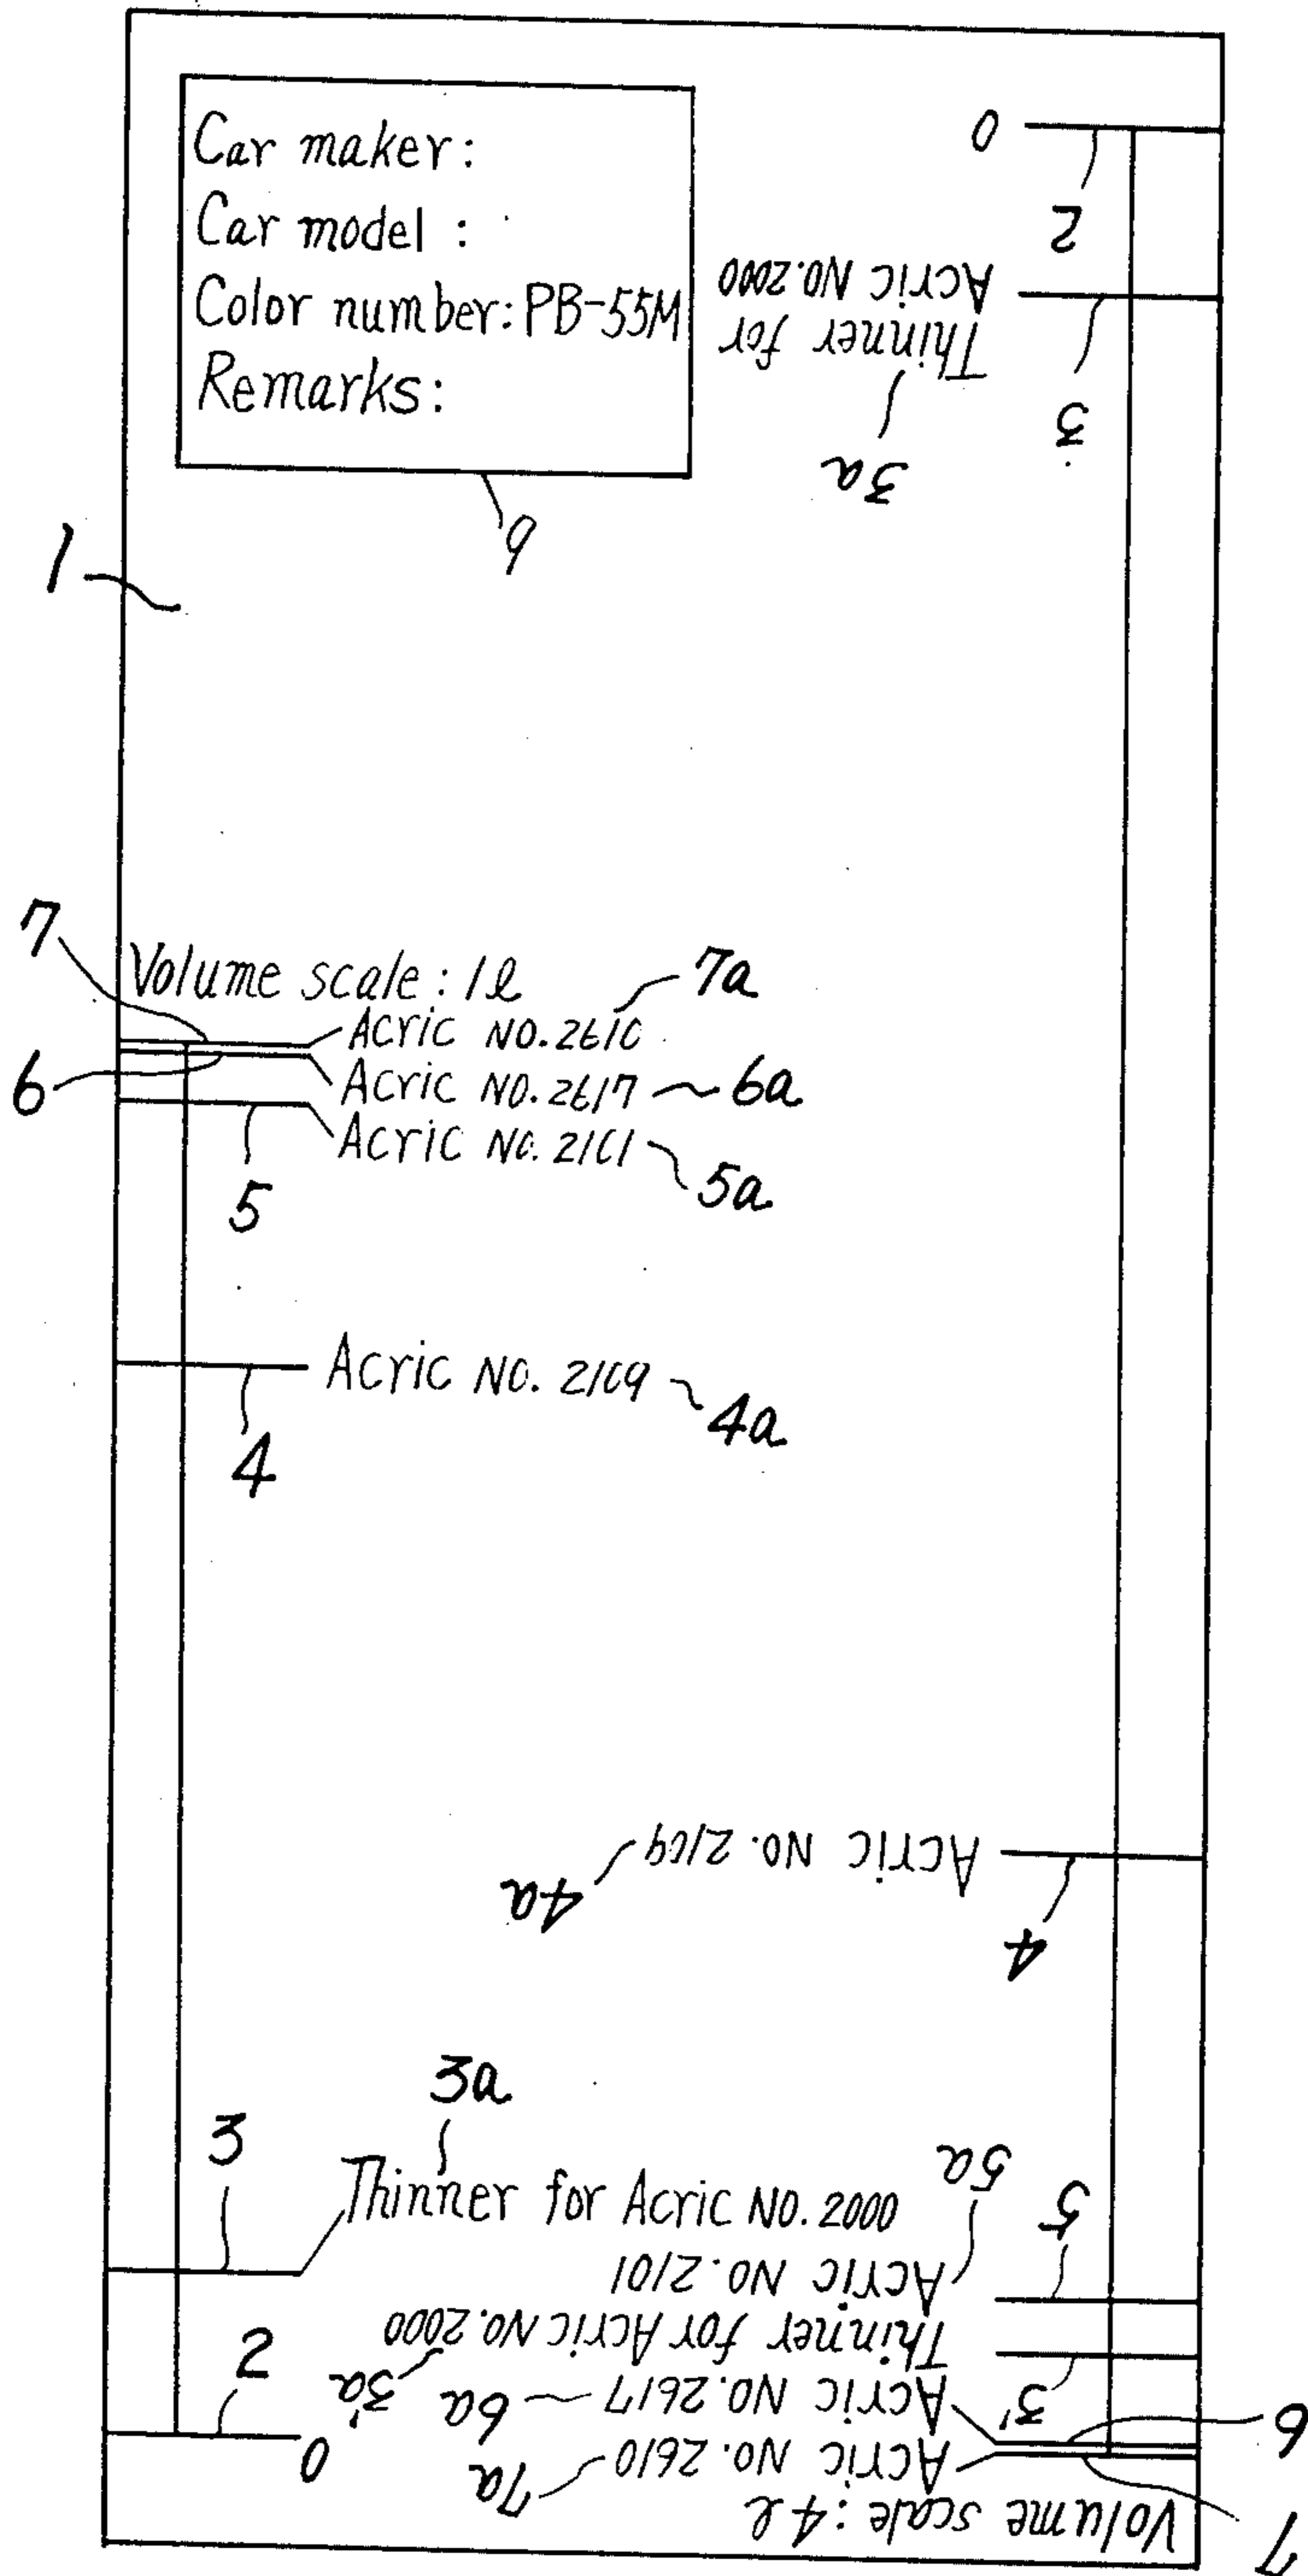 Car maker:
Car model :
Color number: PB-55M
Remarks:
9
1
Volume scale: 1l
7
7a
Acric NO. 2610
6
Acric NO. 2617
6a
Acric NO. 2101
5
5a
Acric NO. 2109
4
4a
3a
3
Thinner for Acric NO. 2000
2
0
0
2
Thinner for
Acric NO. 2000
3
3a
Acric NO. 2109
4a
4
5a
5
Acric NO. 2101
Thinner for Acric NO. 2000
3'a
3'
Acric NO. 2617
6a
6
Acric NO. 2610
7a
7
Volume scale: 4l